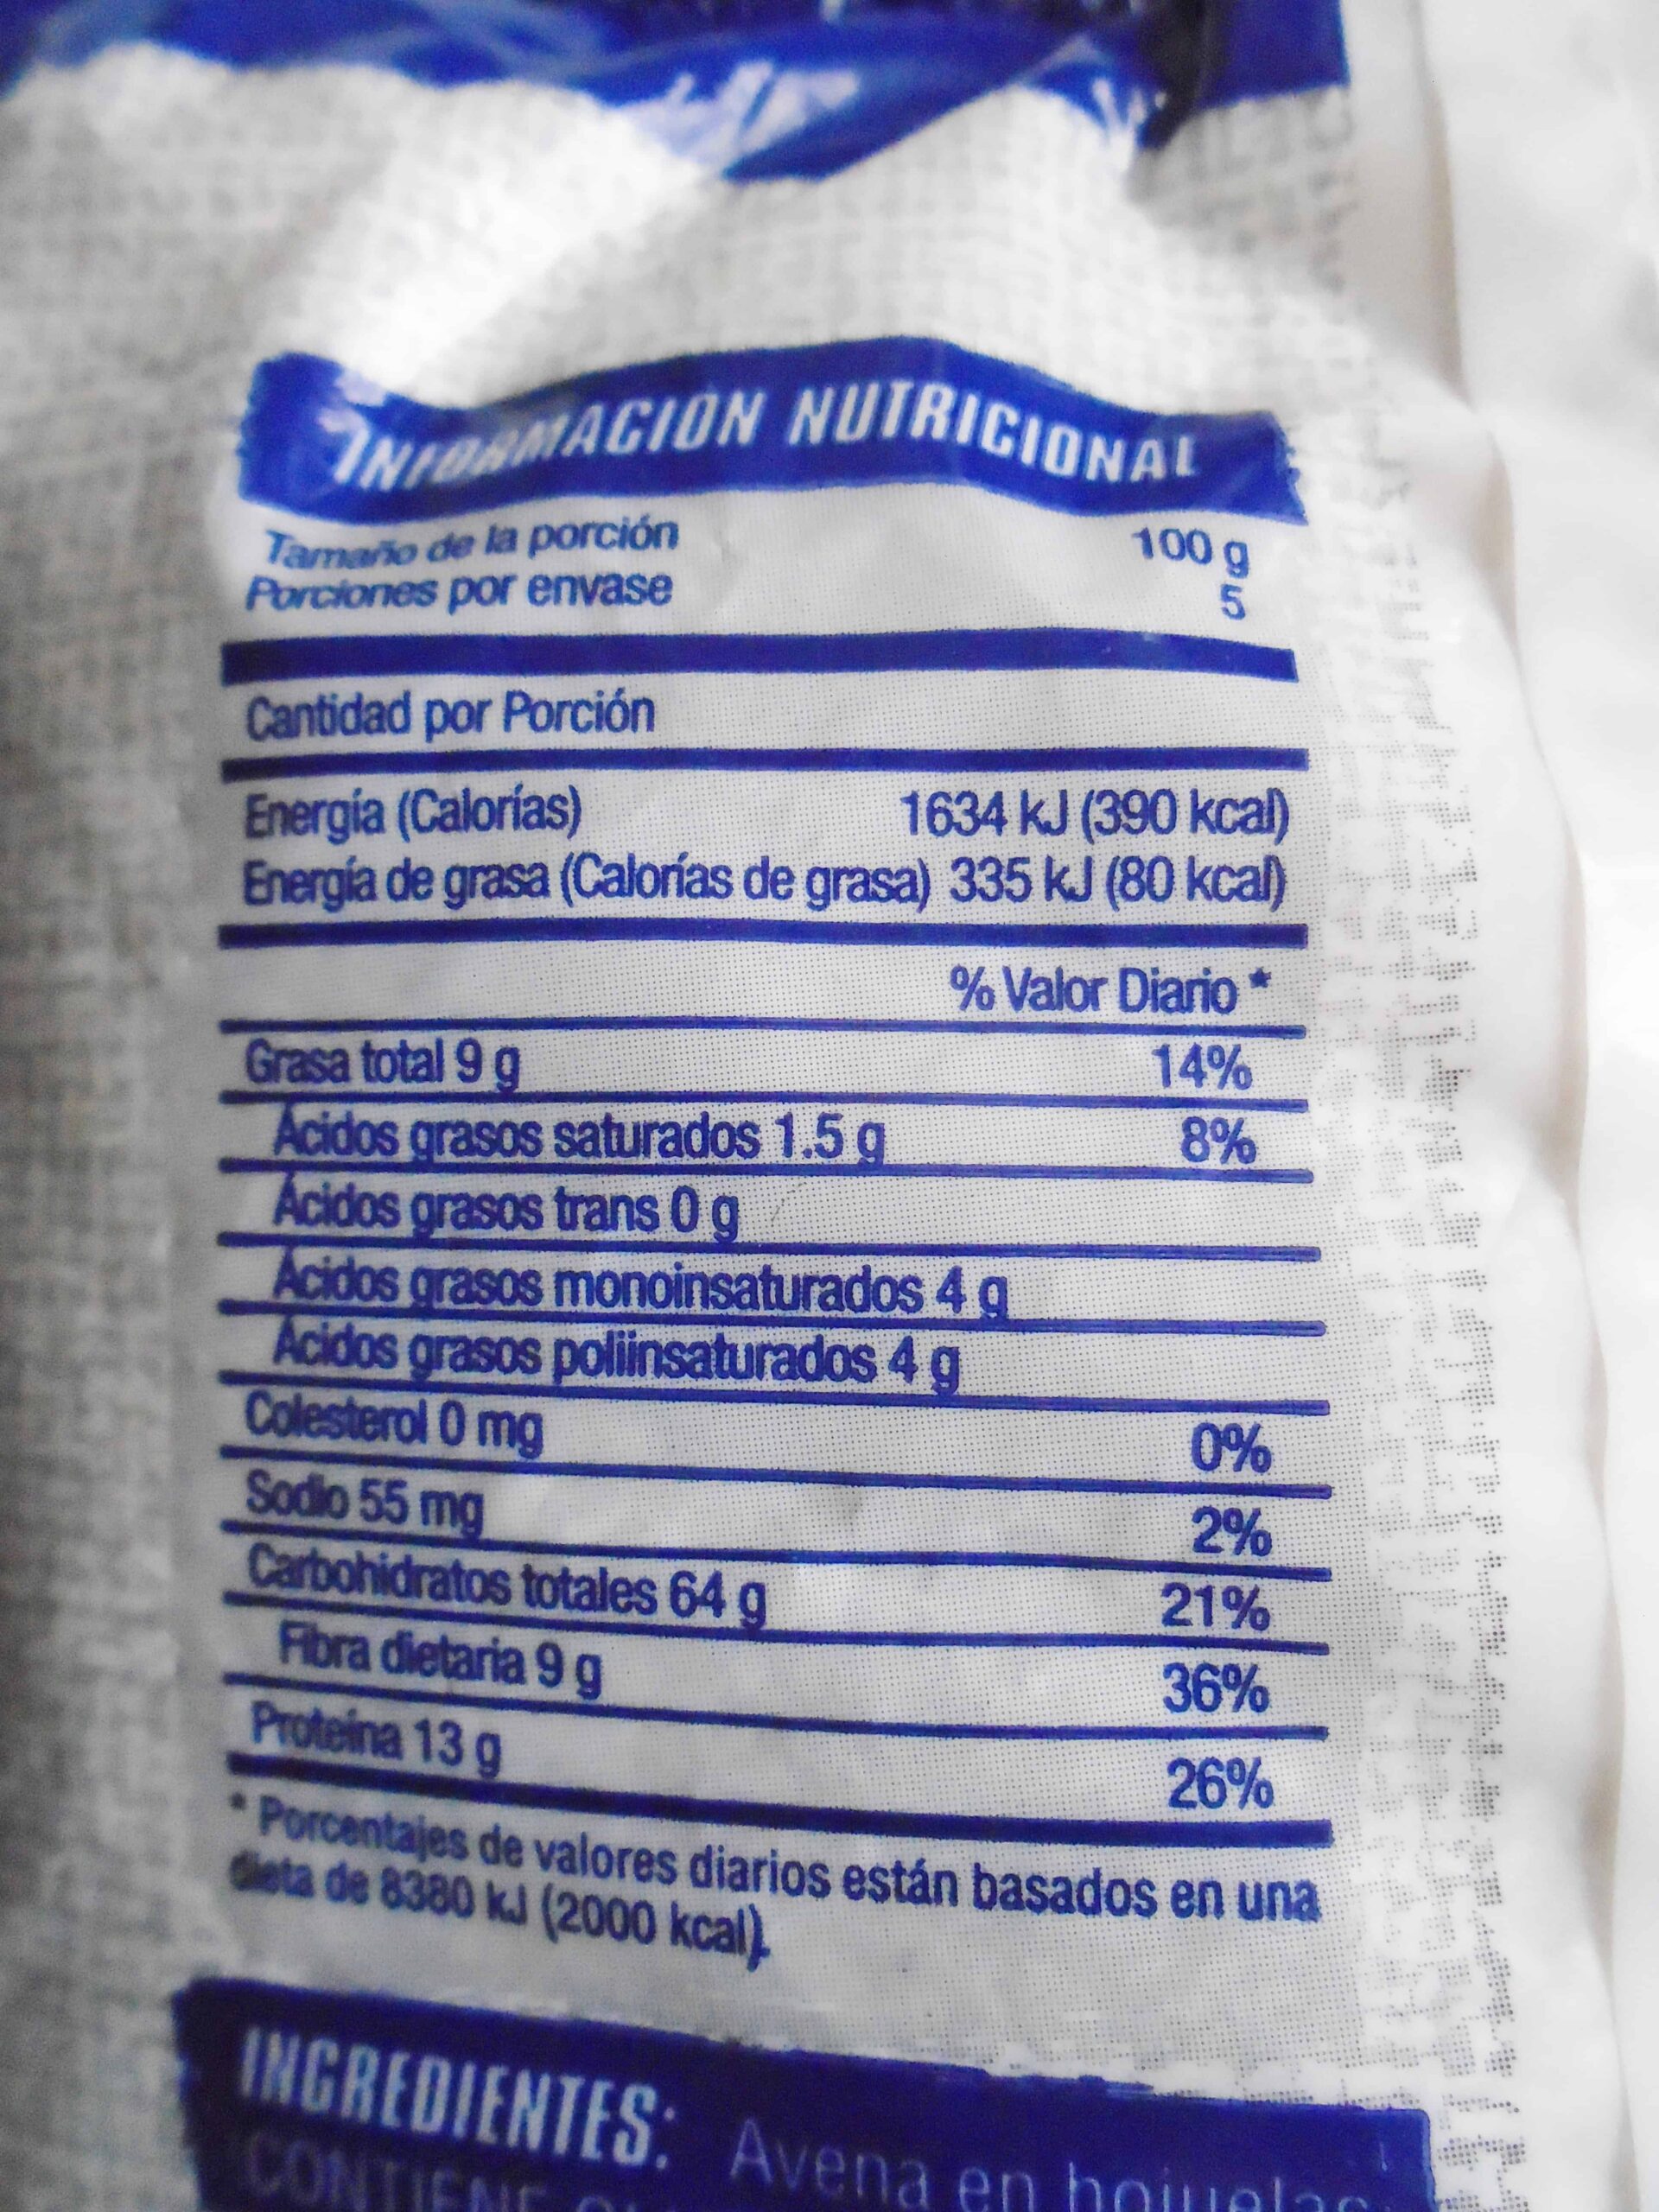 INFORMACIÓN NUTRICIONAL
Tamaño de la porción 100 g
Porciones por envase 5
Cantidad por Porción
Energía (Calorías) 1634 kJ (390 kcal)
Energía de grasa (Calorías de grasa) 335 kJ (80 kcal)
% Valor Diario *
Grasa total 9 g 14%
Ácidos grasos saturados 1.5 g 8%
Ácidos grasos trans 0 g
Ácidos grasos monoinsaturados 4 g
Ácidos grasos poliinsaturados 4 g
Colesterol 0 mg 0%
Sodio 55 mg 2%
Carbohidratos totales 64 g 21%
Fibra dietaria 9 g 36%
Proteína 13 g 26%
* Porcentajes de valores diarios están basados en una
dieta de 8380 kJ (2000 kcal).
INGREDIENTES: Avena en hojuelas
CONTIENE